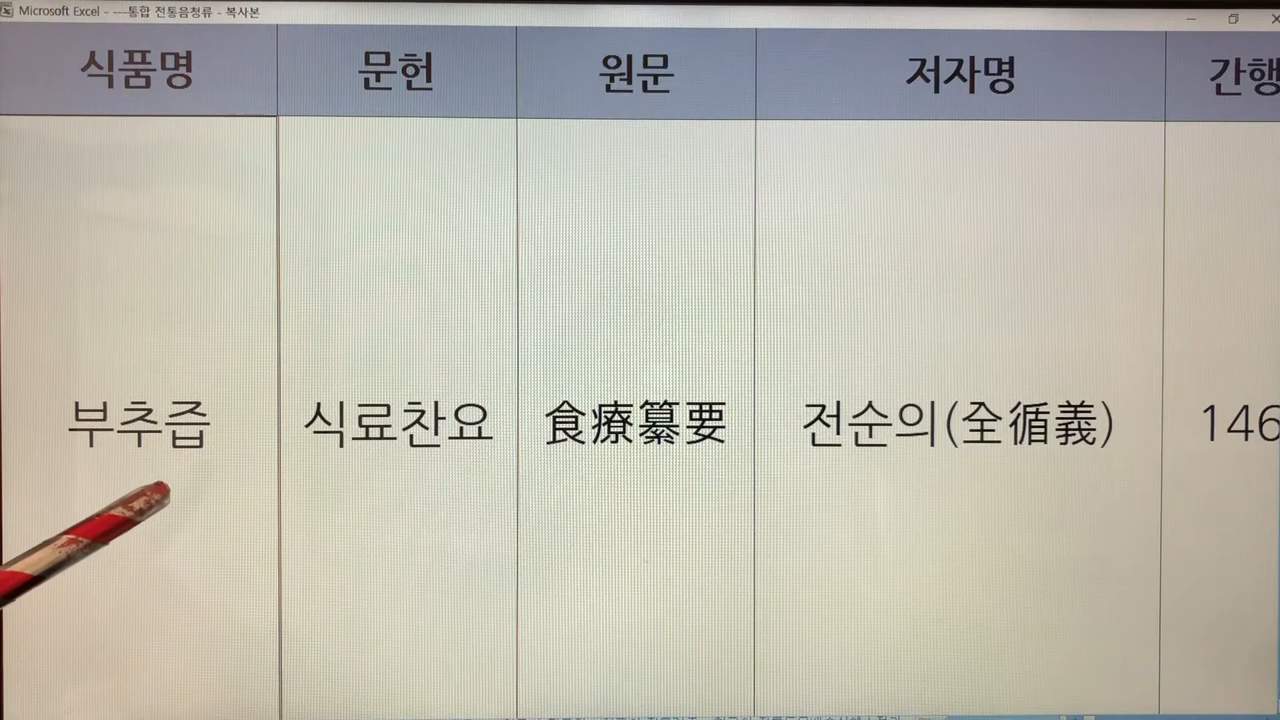 Microsoft Excel - ----통합 전통음청류 - 복사본
식품명 문헌 원문 저자명 간행
부추즙 식료찬요 食療纂要 전순의(全循義) 146